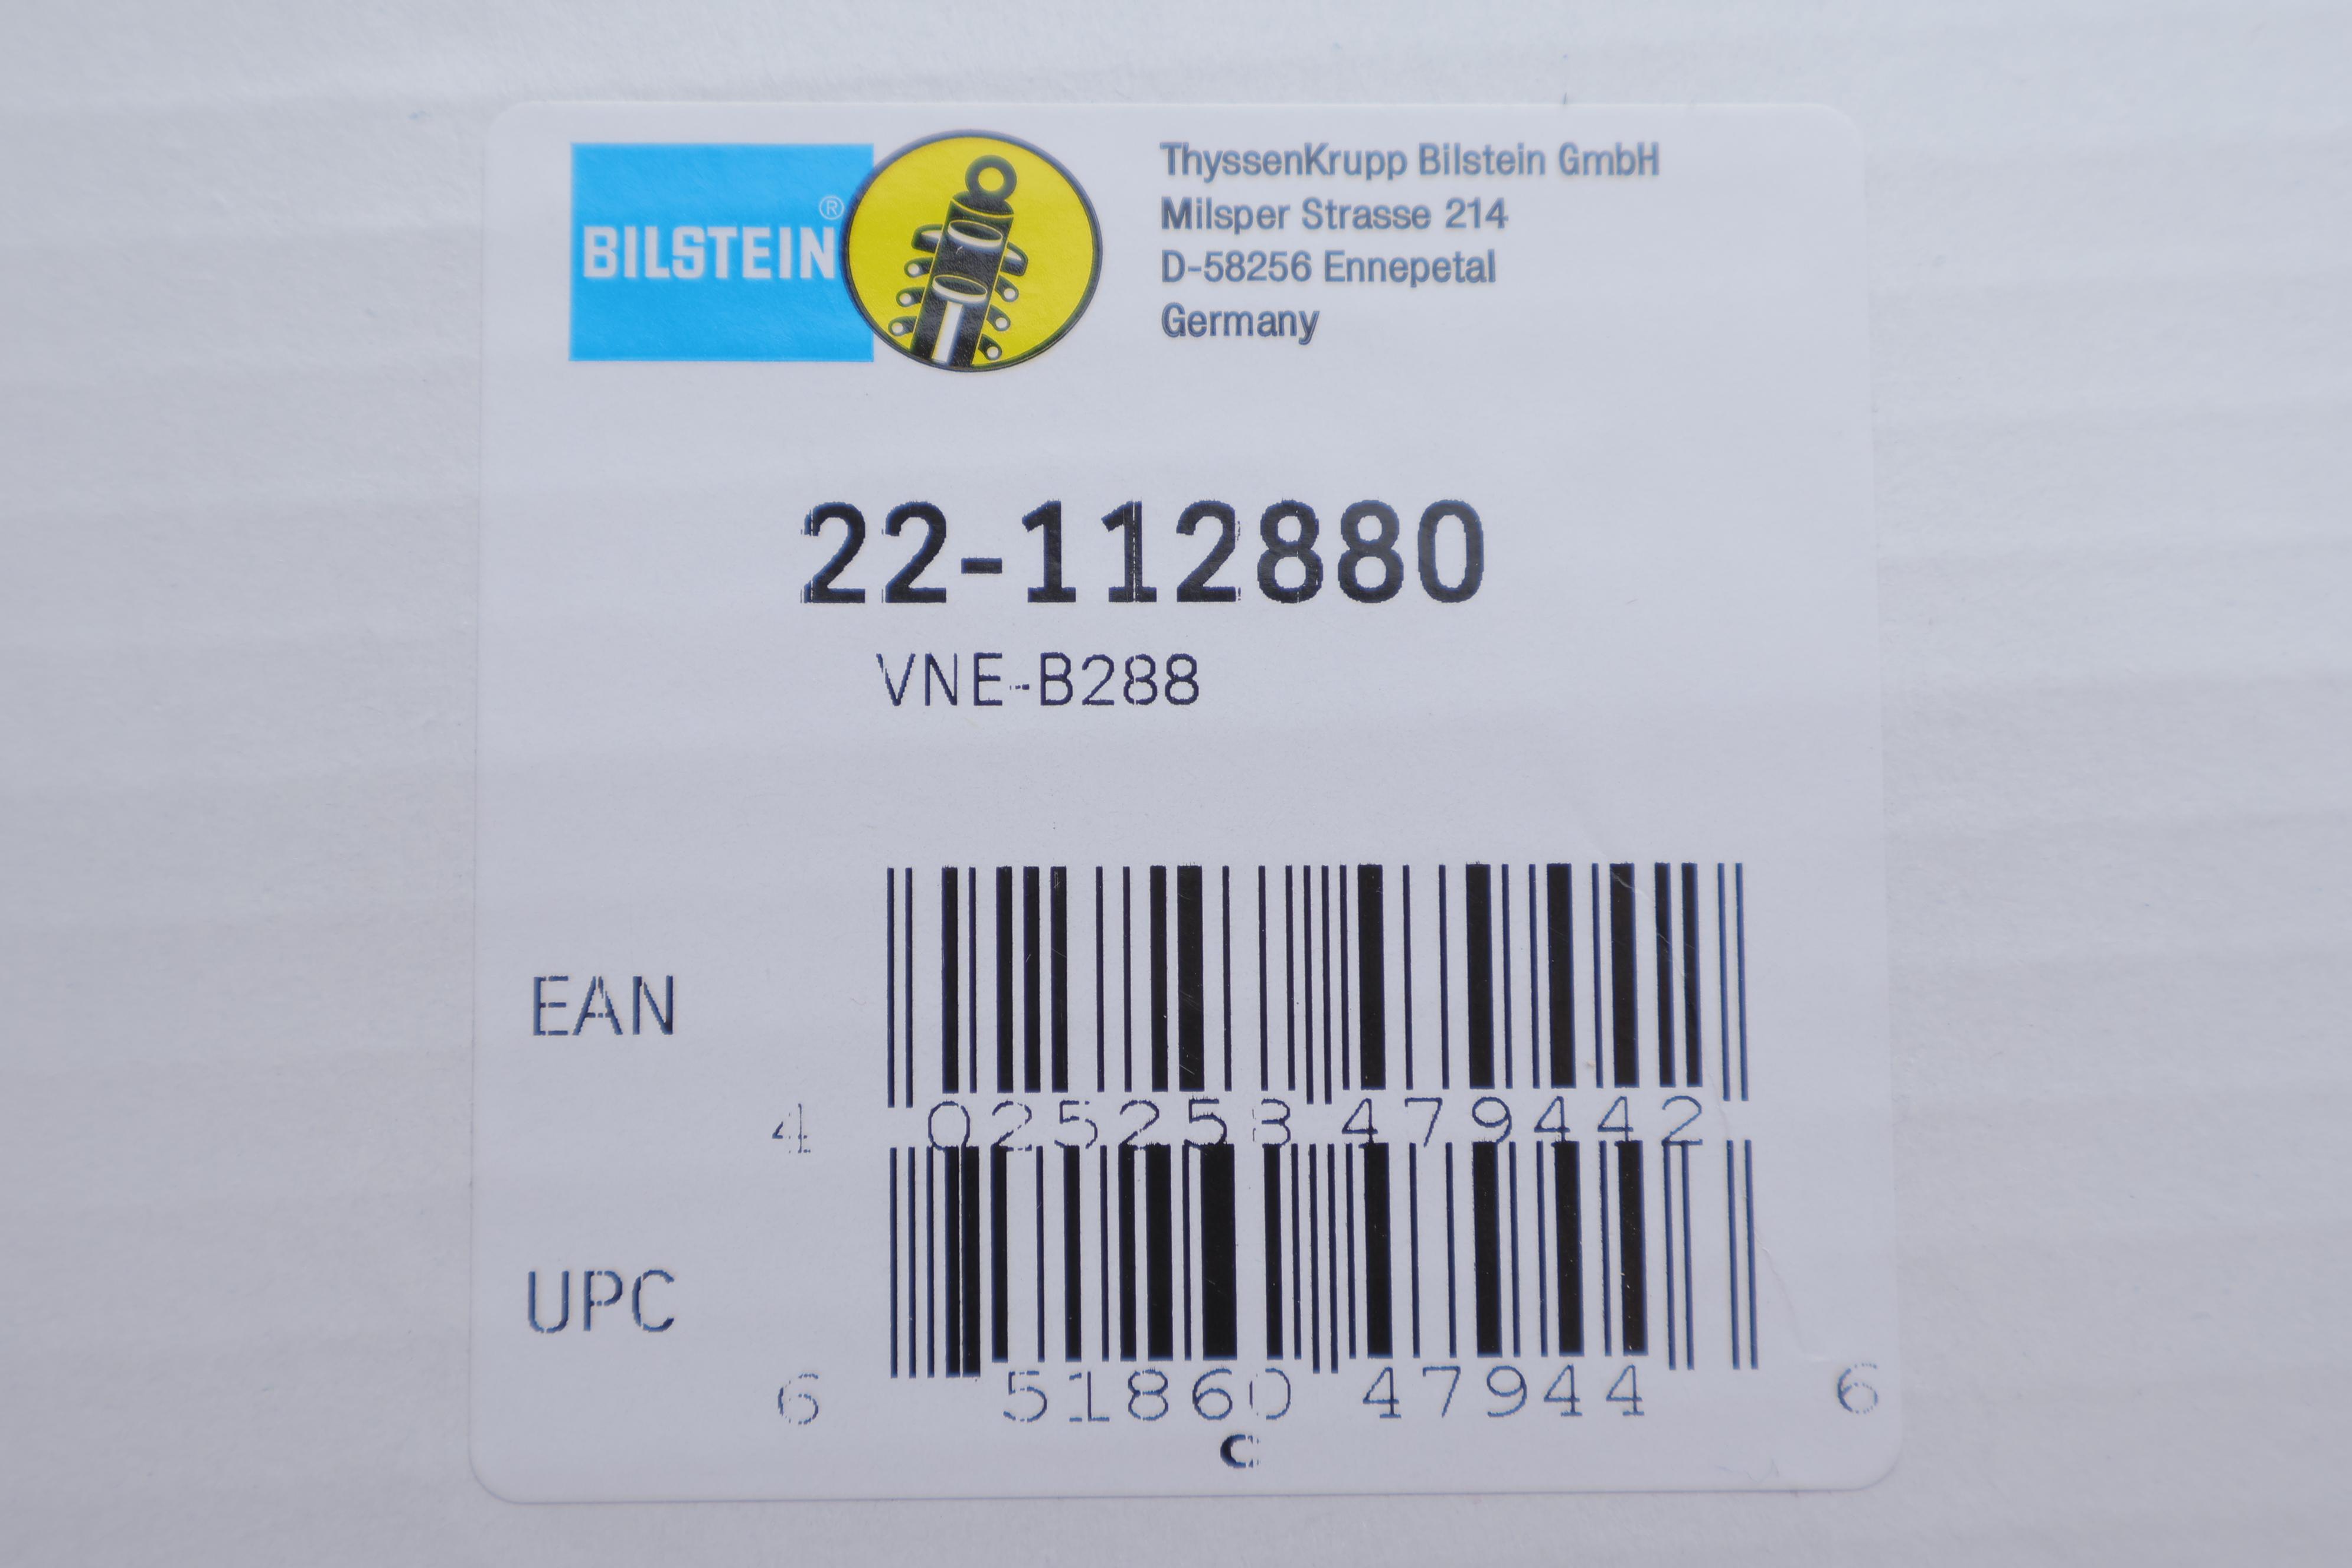 BILSTEIN®
ThyssenKrupp Bilstein GmbH
Milsper Strasse 214
D-58256 Ennepetal
Germany
22-112880
VNE-B288
EAN
4 025258 479442
UPC
6 51860 47944 6
C